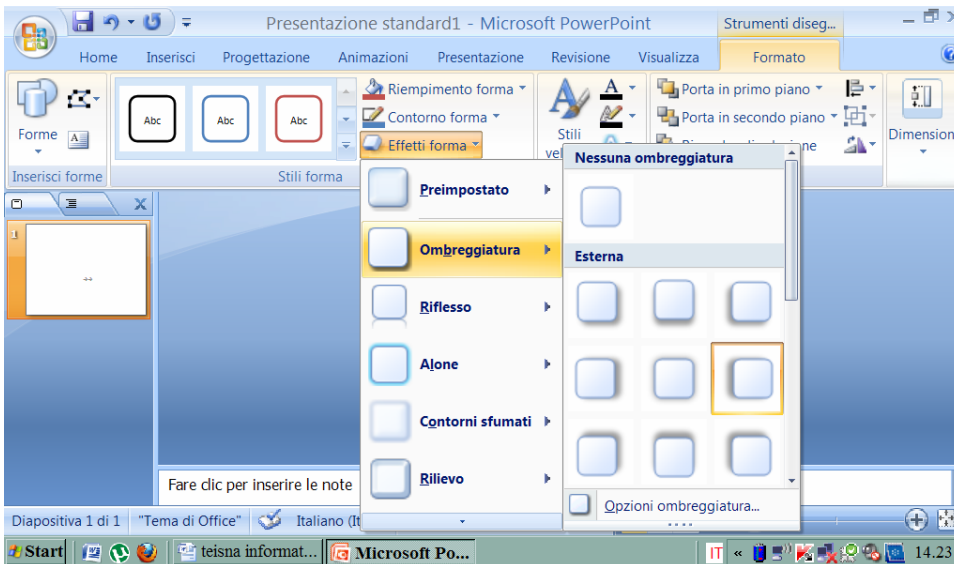 Presentazione standard1 - Microsoft PowerPoint
Strumenti diseg...
Home Inserisci Progettazione Animazioni Presentazione Revisione Visualizza Formato
Forme
Abc Abc Abc
Riempimento forma
Contorno forma
Effetti forma
Stili
Porta in primo piano
Porta in secondo piano
Dimension
Inserisci forme
Stili forma
Preimpostato
Ombreggiatura
Riflesso
Alone
Contorni sfumati
Rilievo
Nessuna ombreggiatura
Esterna
Opzioni ombreggiatura...
1
Fare clic per inserire le note
Diapositiva 1 di 1 "Tema di Office" Italiano (It
Start teisna informat... Microsoft Po... IT « 14.23